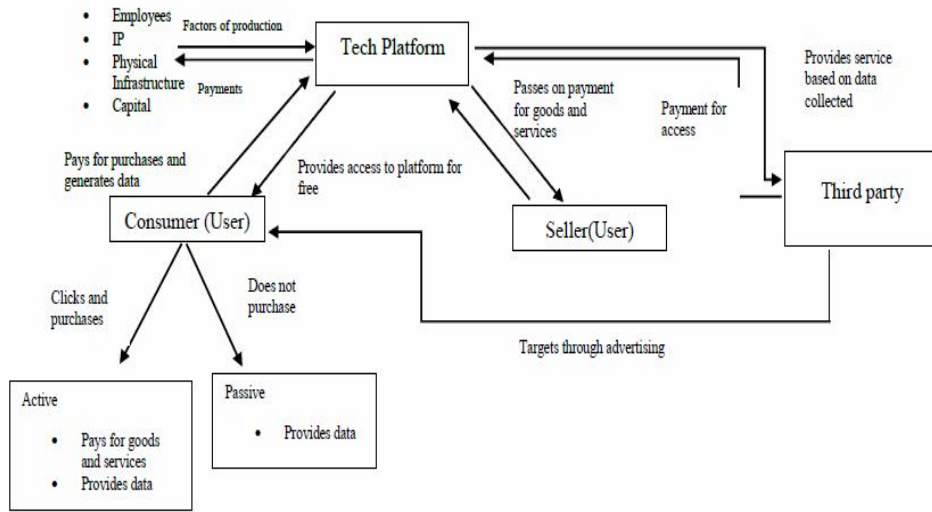 • Employees
• IP
• Physical
Infrastructure
• Capital
Factors of production
Payments
Tech Platform
Provides service
based on data
collected
Passes on payment
for goods and
services
Payment for
access
Pays for purchases and
generates data
Provides access to platform for
free
Third party
Consumer (User)
Seller(User)
Clicks and
purchases
Does not
purchase
Targets through advertising
Active
• Pays for goods
and services
• Provides data
Passive
• Provides data